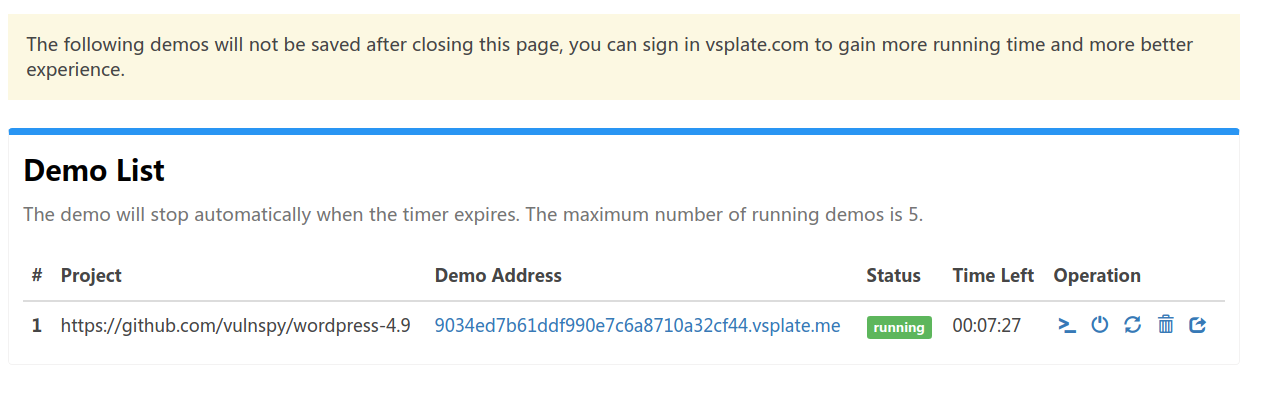 The following demos will not be saved after closing this page, you can sign in vsplate.com to gain more running time and more better
experience.
Demo List
The demo will stop automatically when the timer expires. The maximum number of running demos is 5.
# Project Demo Address Status Time Left Operation
1 https://github.com/vulnspy/wordpress-4.9 9034ed7b61ddf990e7c6a8710a32cf44.vsplate.me running 00:07:27